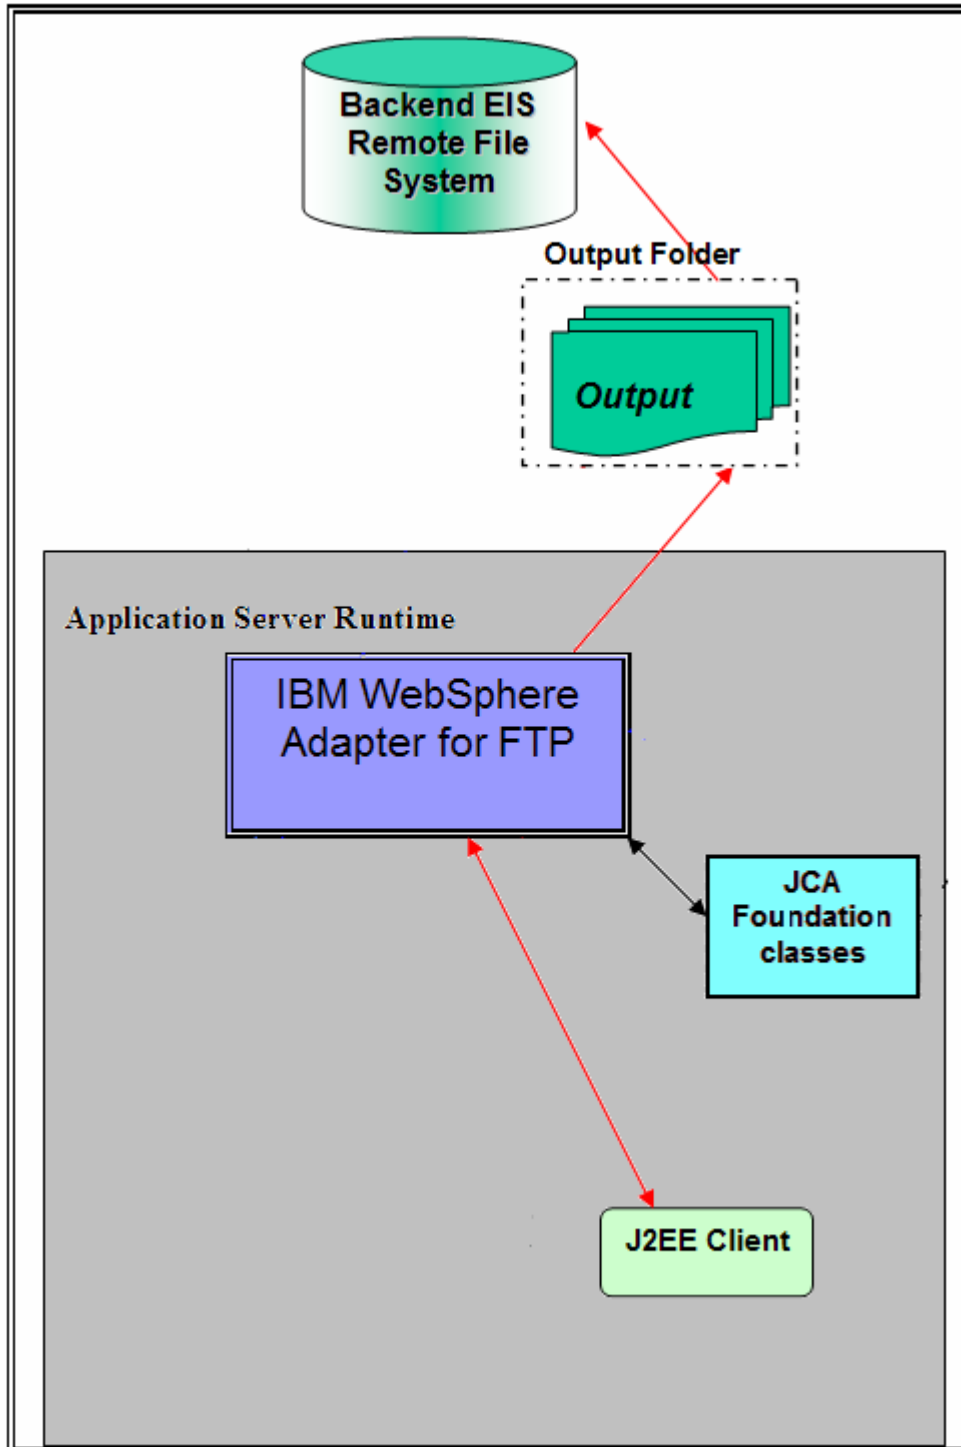 Backend EIS
Remote File
System
Output Folder
Output
Application Server Runtime
IBM WebSphere
Adapter for FTP
JCA
Foundation
classes
J2EE Client